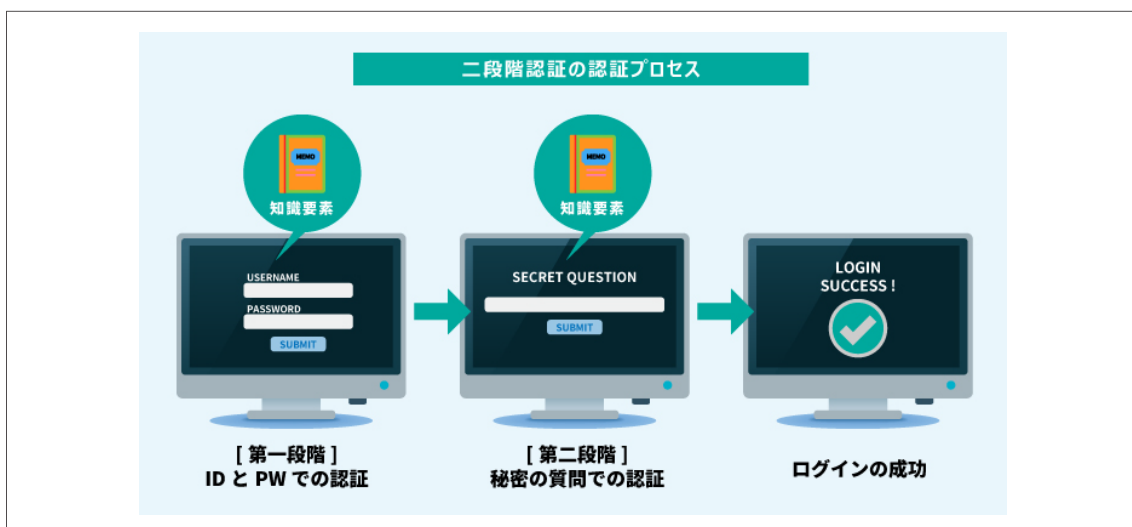 二段階認証の認証プロセス
MEMO
知識要素
MEMO
知識要素
USERNAME
PASSWORD
SUBMIT
SECRET QUESTION
SUBMIT
LOGIN
SUCCESS !
[ 第一段階 ]
ID と PW での認証
[ 第二段階 ]
秘密の質問での認証
ログインの成功